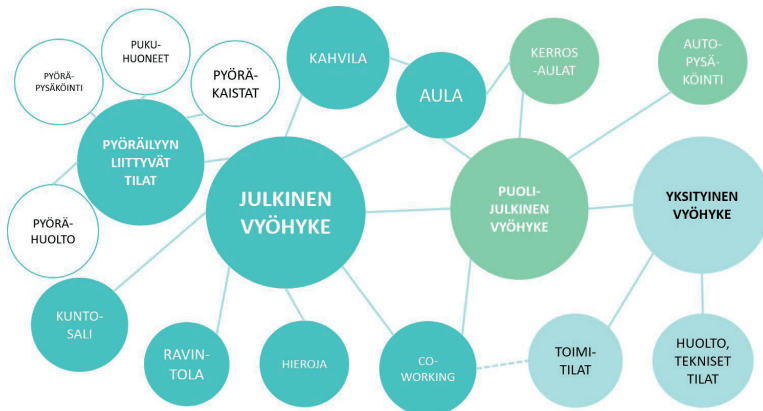 PUKU-
HUONEET
PYÖRÄ-
PYSÄKÖINTI
PYÖRÄ-
KAISTAT
KAHVILA
AULA
KERROS
-AULAT
AUTO-
PYSÄ-
KÖINTI
PYÖRÄILYYN
LIITTYVÄT
TILAT
JULKINEN
VYÖHYKE
PUOLI-
JULKINEN
VYÖHYKE
YKSITYINEN
VYÖHYKE
PYÖRÄ-
HUOLTO
KUNTO-
SALI
RAVIN-
TOLA
HIEROJA
CO-
WORKING
TOIMI-
TILAT
HUOLTO,
TEKNISET
TILAT